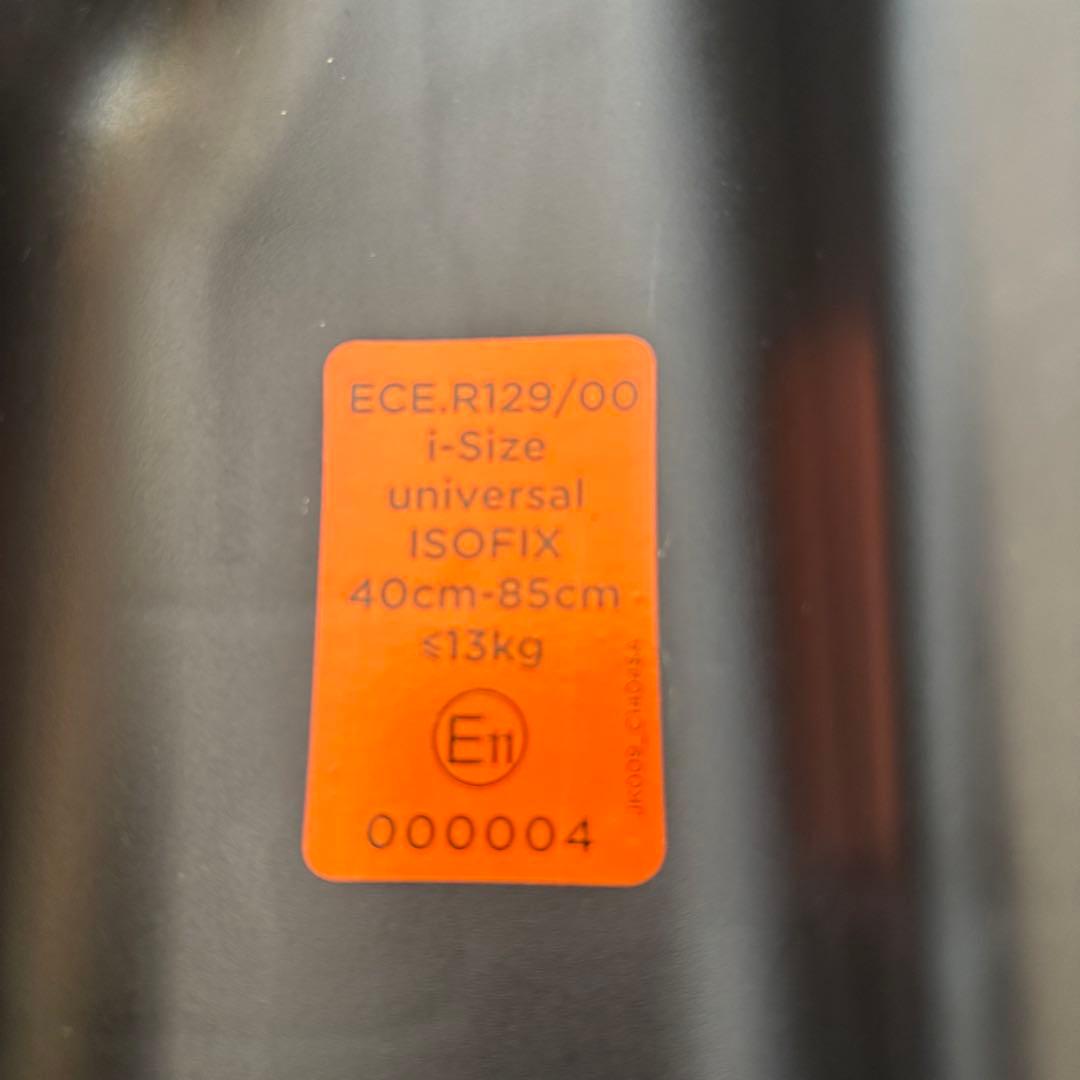 ECE.R129/00
i-Size
universal
ISOFIX
40cm-85cm
≤13kg
E11
000004